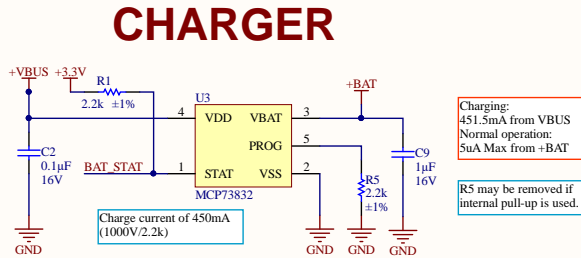 CHARGER
+VBUS
+3.3V
R1
2.2k ±1%
U3
+BAT
4 VDD VBAT 3
PROG 5
BAT_STAT 1 STAT VSS 2
MCP73832
C2
0.1µF
16V
R5
2.2k
±1%
C9
1µF
16V
GND
GND
GND
GND
Charge current of 450mA
(1000V/2.2k)
Charging:
451.5mA from VBUS
Normal operation:
5uA Max from +BAT
R5 may be removed if
internal pull-up is used.